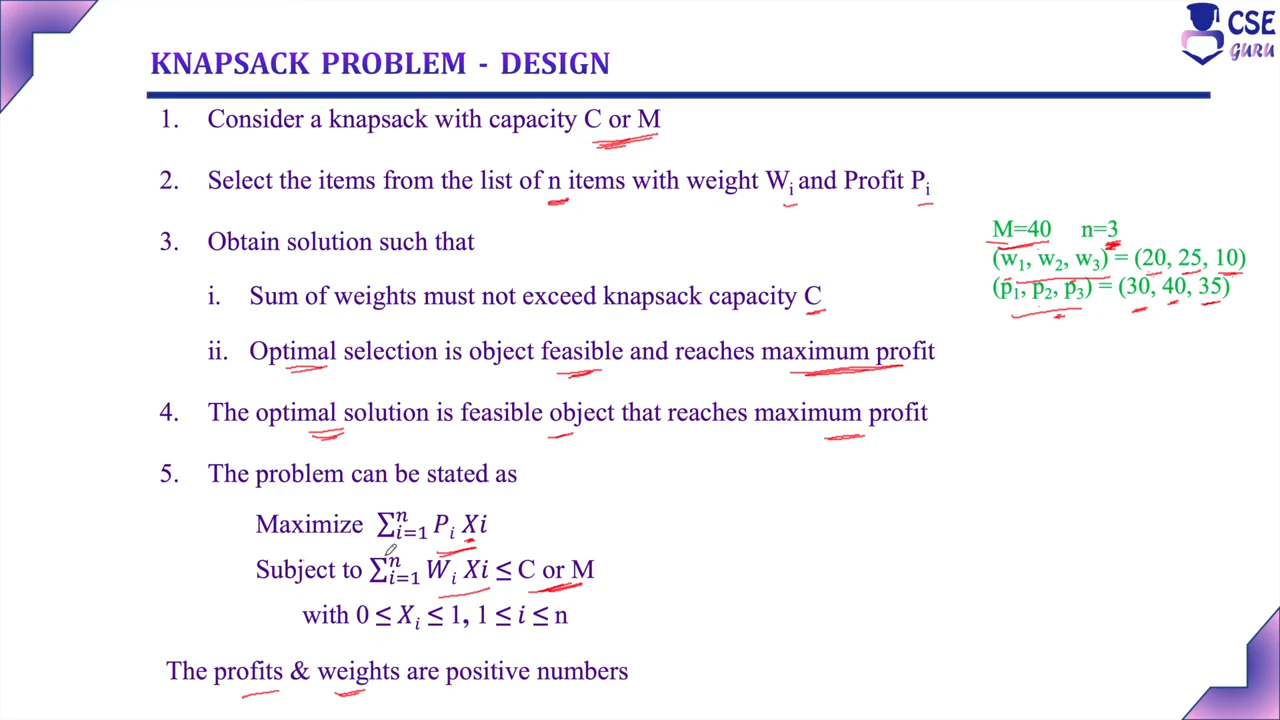 CSE
GURU
KNAPSACK PROBLEM - DESIGN
1. Consider a knapsack with capacity C or M
2. Select the items from the list of n items with weight Wᵢ and Profit Pᵢ
3. Obtain solution such that
i. Sum of weights must not exceed knapsack capacity C
ii. Optimal selection is object feasible and reaches maximum profit
4. The optimal solution is feasible object that reaches maximum profit
5. The problem can be stated as
Maximize ∑ⁿᵢ₌₁ Pᵢ Xi
Subject to ∑ⁿᵢ₌₁ Wᵢ Xi ≤ C or M
with 0 ≤ Xᵢ ≤ 1, 1 ≤ i ≤ n
The profits & weights are positive numbers
M=40 n=3
(w₁, w₂, w₃) = (20, 25, 10)
(p₁, p₂, p₃) = (30, 40, 35)